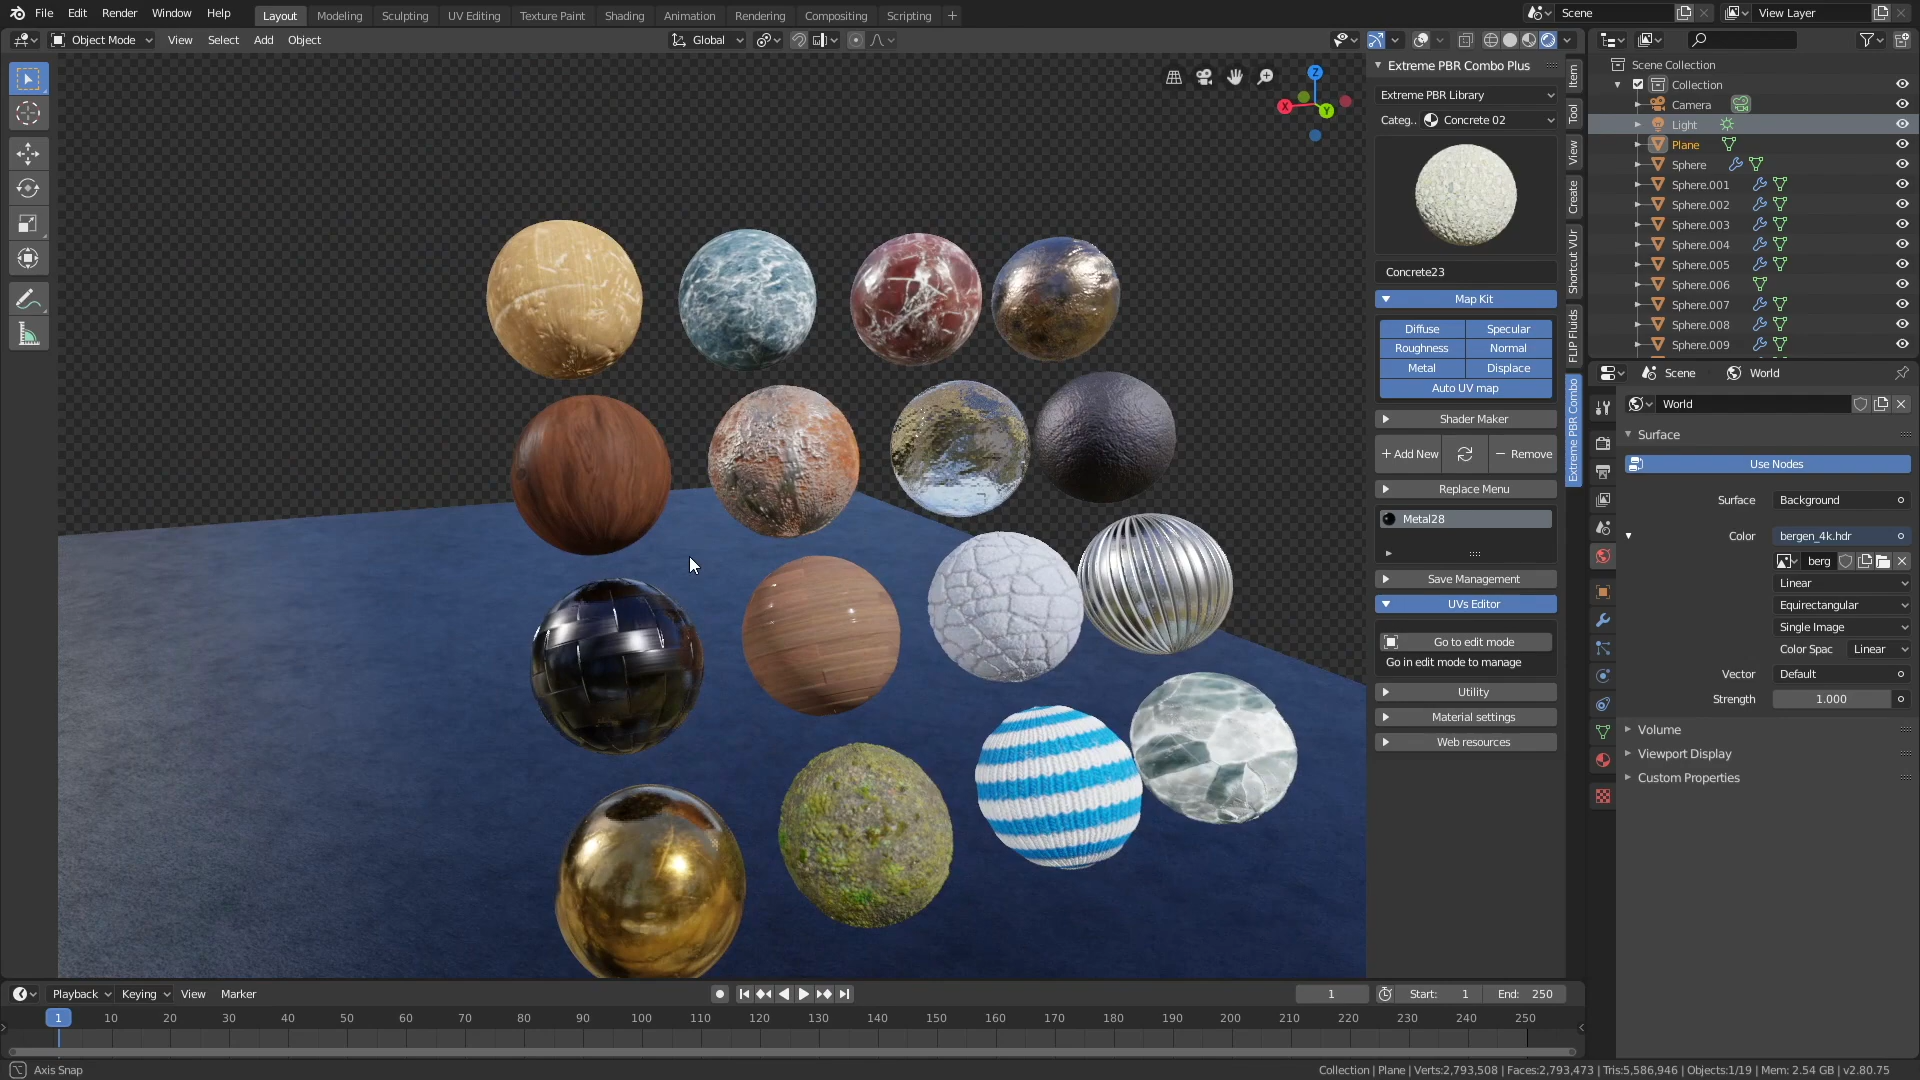 File Edit Render Window Help Layout Modeling Sculpting UV Editing Texture Paint Shading Animation Rendering Compositing Scripting + Scene View Layer
Object Mode View Select Add Object Global
Extreme PBR Combo Plus
Extreme PBR Library
Categ.. Concrete 02
Concrete23
Map Kit
Diffuse Specular
Roughness Normal
Metal Displace
Auto UV map
Shader Maker
+ Add New Remove
Replace Menu
Metal28
Save Management
UVs Editor
Go to edit mode
Go in edit mode to manage
Utility
Material settings
Web resources
Item
Tool
View
Create
Shortcut VUr
FLIP Fluids
Extreme PBR Combo
X Y Z
Scene Collection
Collection
Camera
Light
Plane
Sphere
Sphere.001
Sphere.002
Sphere.003
Sphere.004
Sphere.005
Sphere.006
Sphere.007
Sphere.008
Sphere.009
Scene World
World
Surface
Use Nodes
Surface Background
Color bergen_4k.hdr
berg
Linear
Equirectangular
Single Image
Color Spac Linear
Vector Default
Strength 1.000
Volume
Viewport Display
Custom Properties
Playback Keying View Marker 1 Start: 1 End: 250
1 10 20 30 40 50 60 70 80 90 100 110 120 130 140 150 160 170 180 190 200 210 220 230 240 250
Axis Snap Collection | Plane | Verts:2,793,508 | Faces:2,793,473 | Tris:5,586,946 | Objects:1/19 | Mem: 2.54 GB | v2.80.75